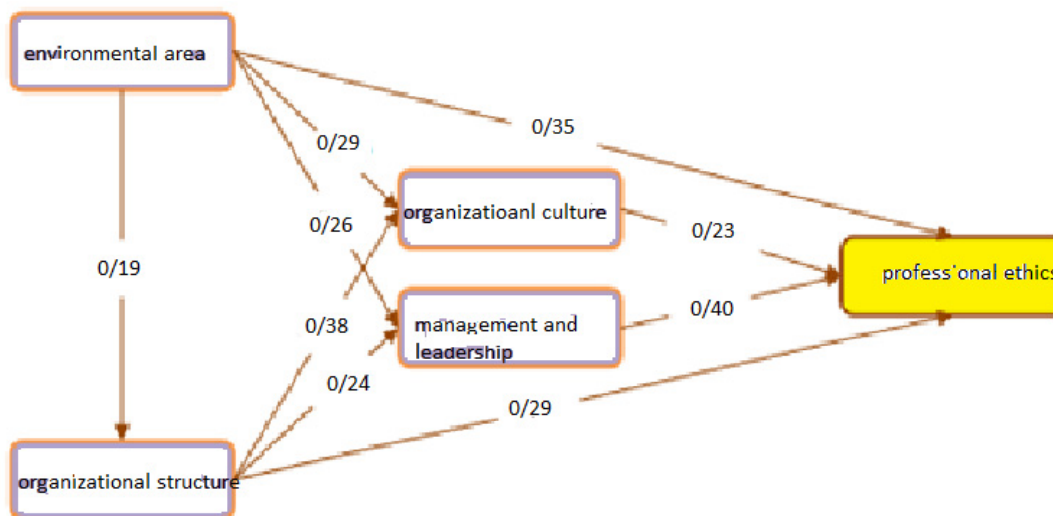 environmental area
0/35
0/29
organizatioanl culture
0/26
0/23
0/19
professional ethics
0/40
0/38
management and
leadership
0/24
0/29
organizational structure